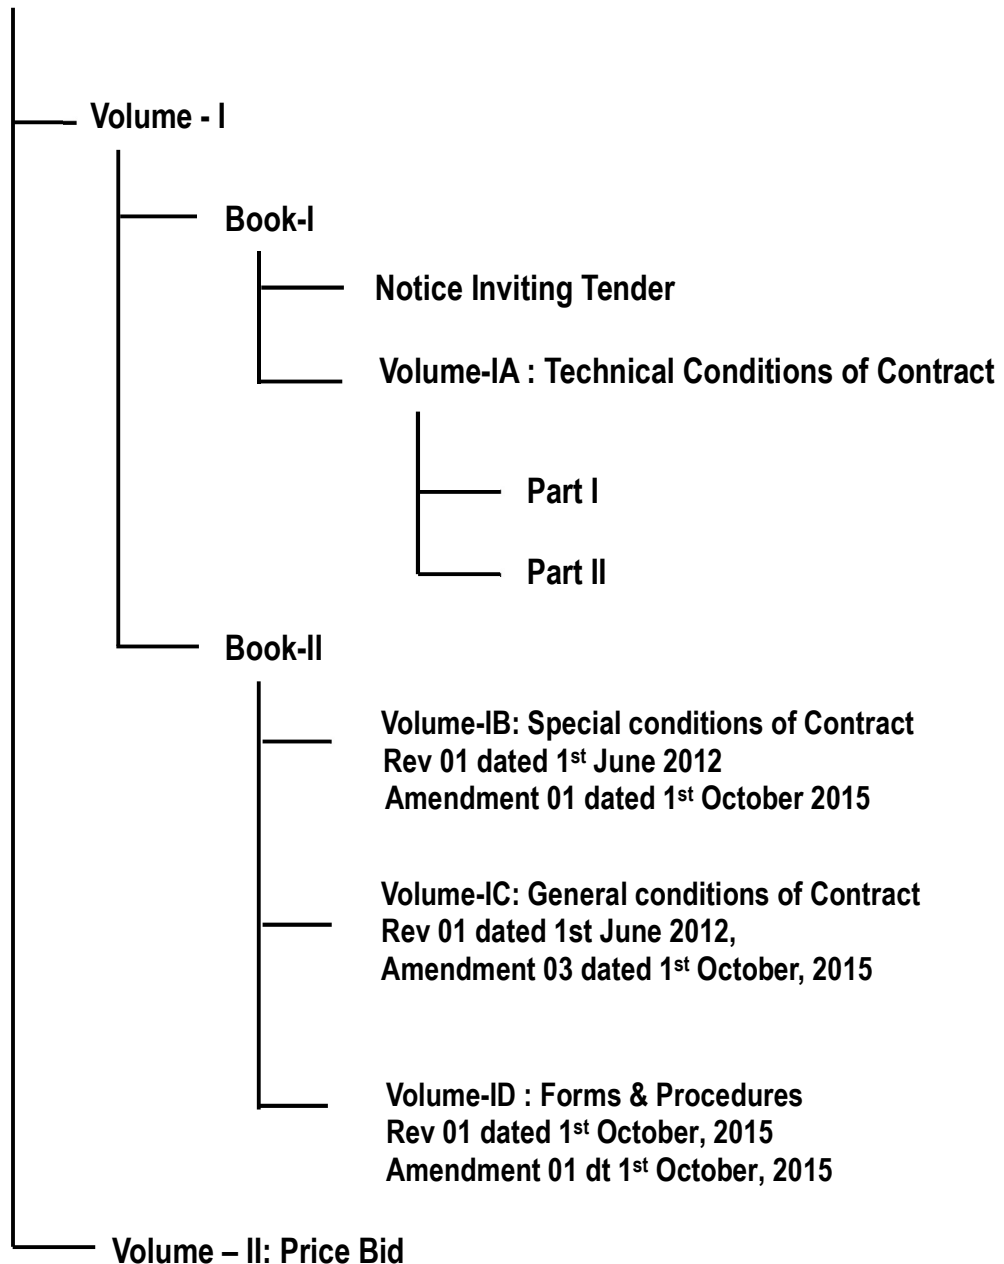 Volume - I
Book-I
Notice Inviting Tender
Volume-IA : Technical Conditions of Contract
Part I
Part II
Book-II
Volume-IB: Special conditions of Contract
Rev 01 dated 1st June 2012
Amendment 01 dated 1st October 2015
Volume-IC: General conditions of Contract
Rev 01 dated 1st June 2012,
Amendment 03 dated 1st October, 2015
Volume-ID : Forms & Procedures
Rev 01 dated 1st October, 2015
Amendment 01 dt 1st October, 2015
Volume – II: Price Bid